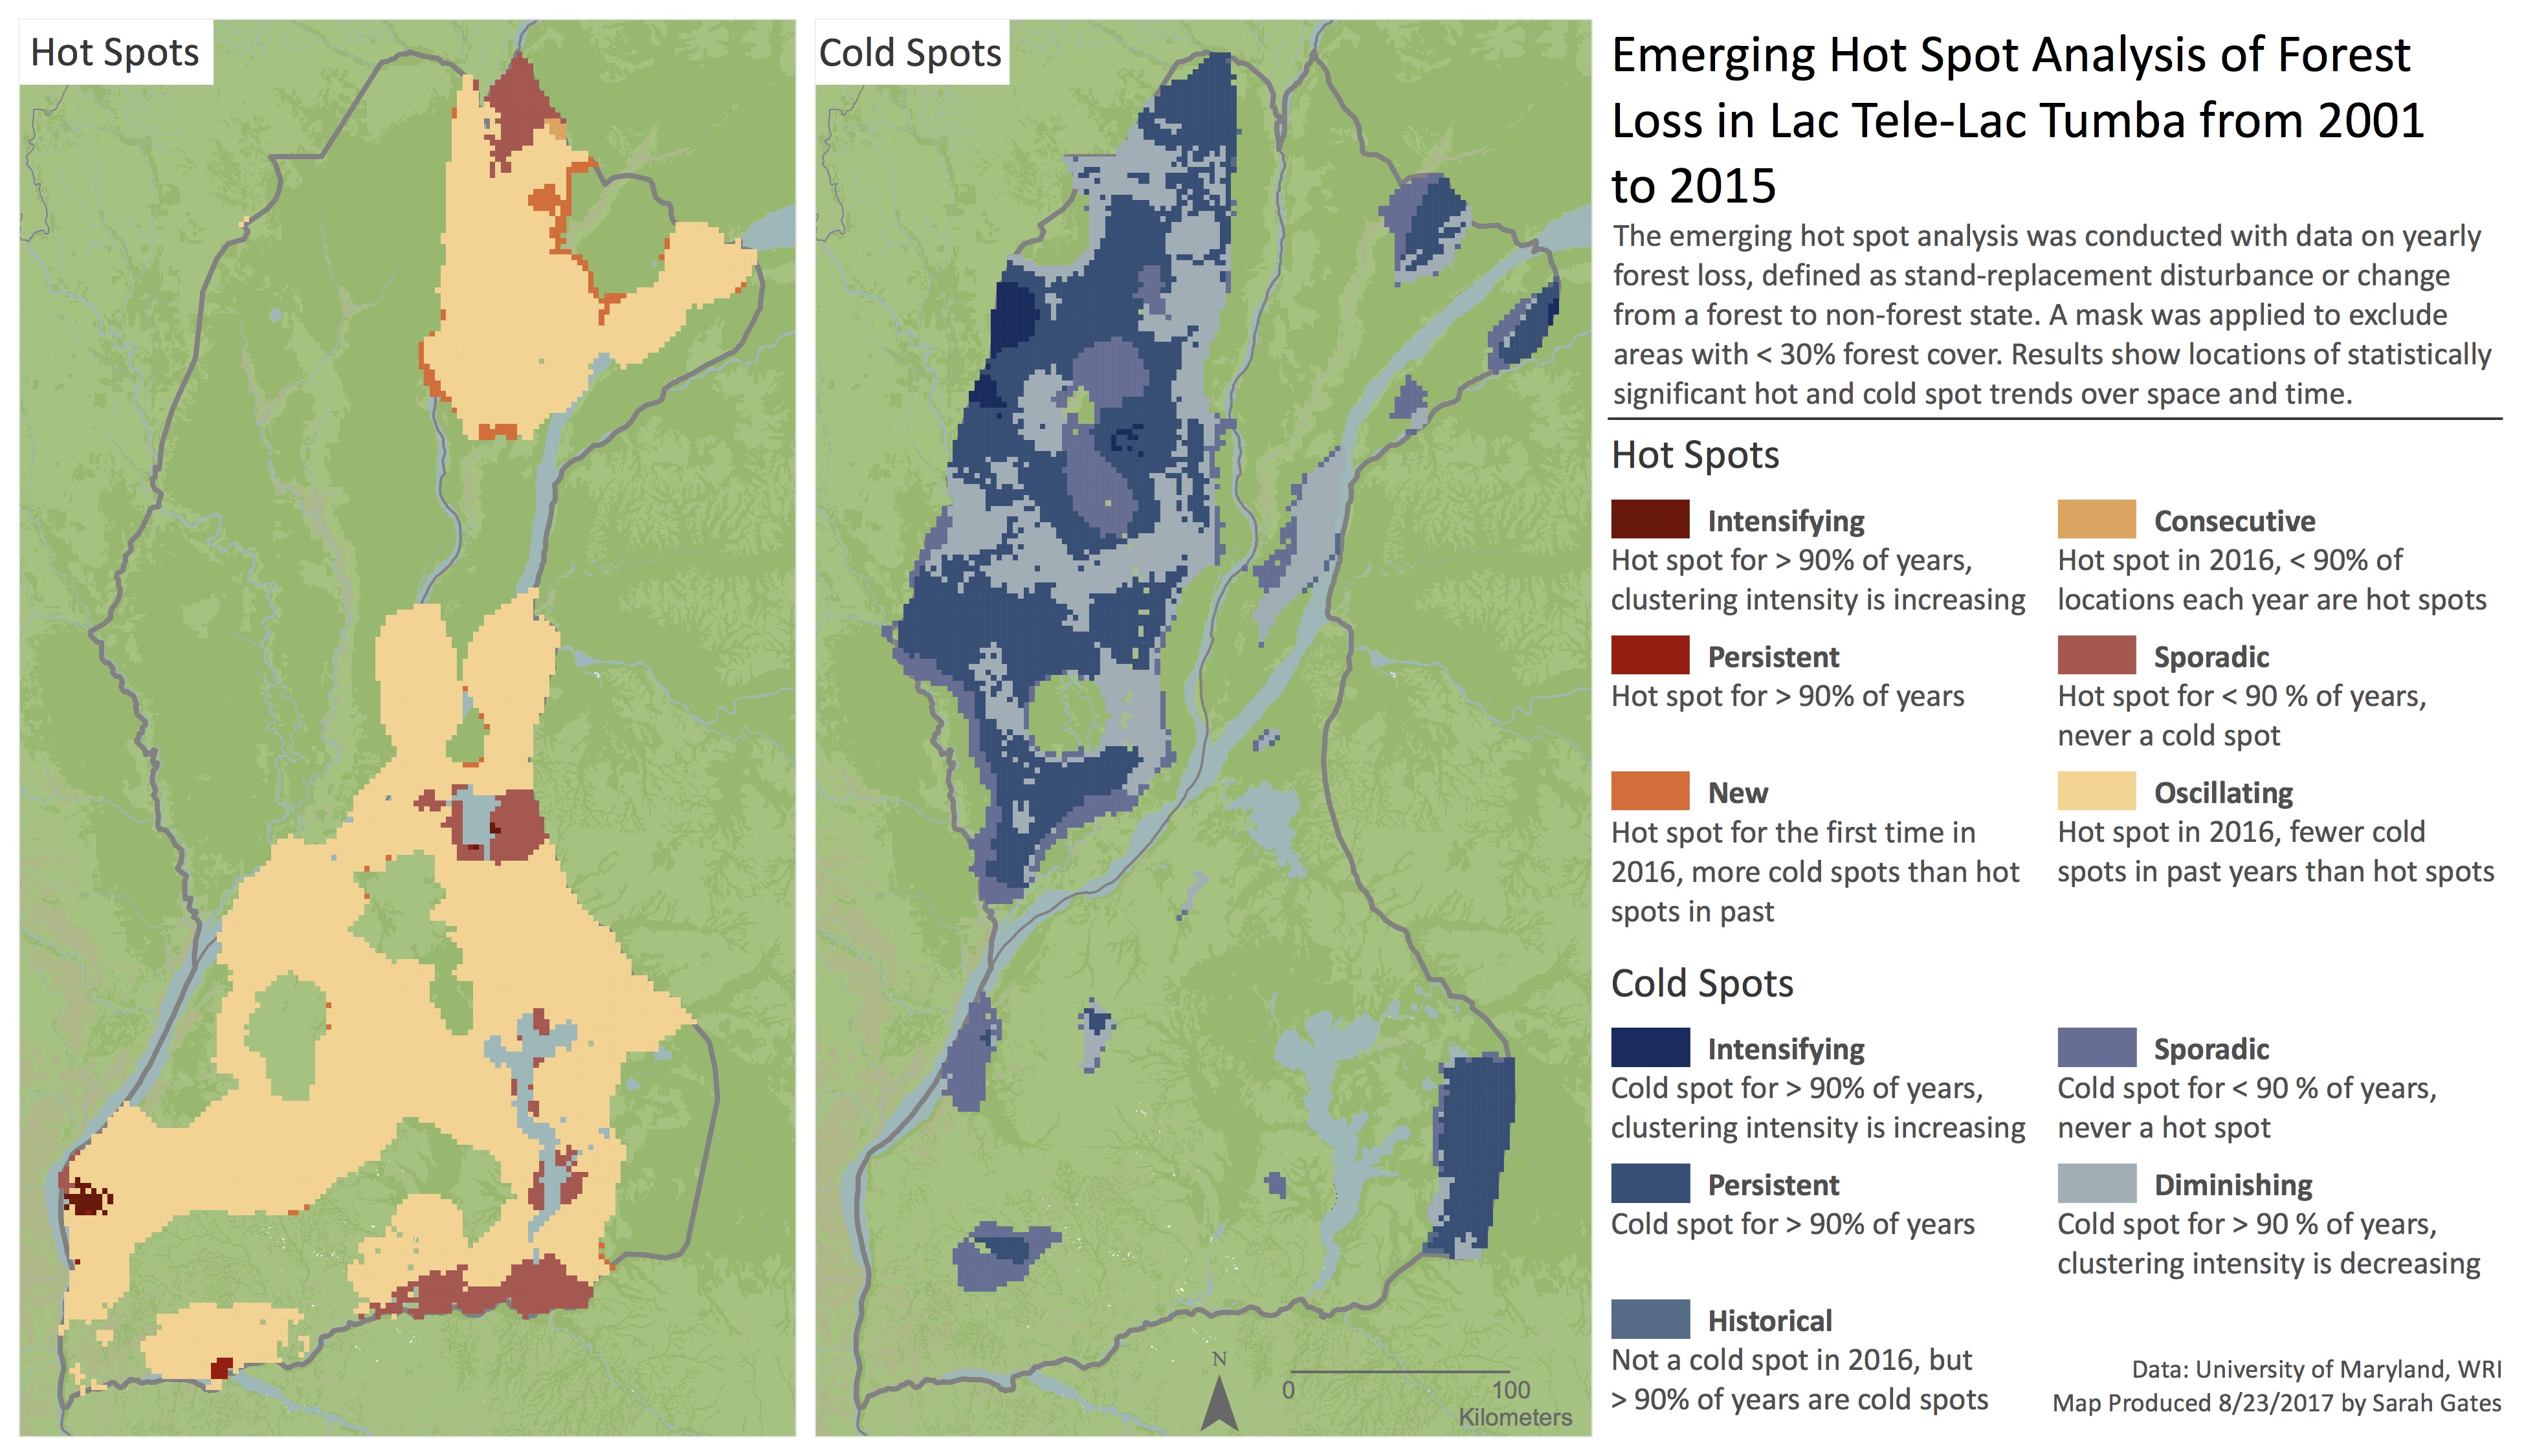 Hot Spots
Cold Spots
Emerging Hot Spot Analysis of Forest
Loss in Lac Tele-Lac Tumba from 2001
to 2015
The emerging hot spot analysis was conducted with data on yearly
forest loss, defined as stand-replacement disturbance or change
from a forest to non-forest state. A mask was applied to exclude
areas with < 30% forest cover. Results show locations of statistically
significant hot and cold spot trends over space and time.
Hot Spots
Intensifying
Hot spot for > 90% of years,
clustering intensity is increasing
Consecutive
Hot spot in 2016, < 90% of
locations each year are hot spots
Persistent
Hot spot for > 90% of years
Sporadic
Hot spot for < 90 % of years,
never a cold spot
New
Hot spot for the first time in
2016, more cold spots than hot
spots in past
Oscillating
Hot spot in 2016, fewer cold
spots in past years than hot spots
Cold Spots
Intensifying
Cold spot for > 90% of years,
clustering intensity is increasing
Sporadic
Cold spot for < 90 % of years,
never a hot spot
Persistent
Cold spot for > 90% of years
Diminishing
Cold spot for > 90 % of years,
clustering intensity is decreasing
Historical
Not a cold spot in 2016, but
> 90% of years are cold spots
N
0 100
Kilometers
Data: University of Maryland, WRI
Map Produced 8/23/2017 by Sarah Gates